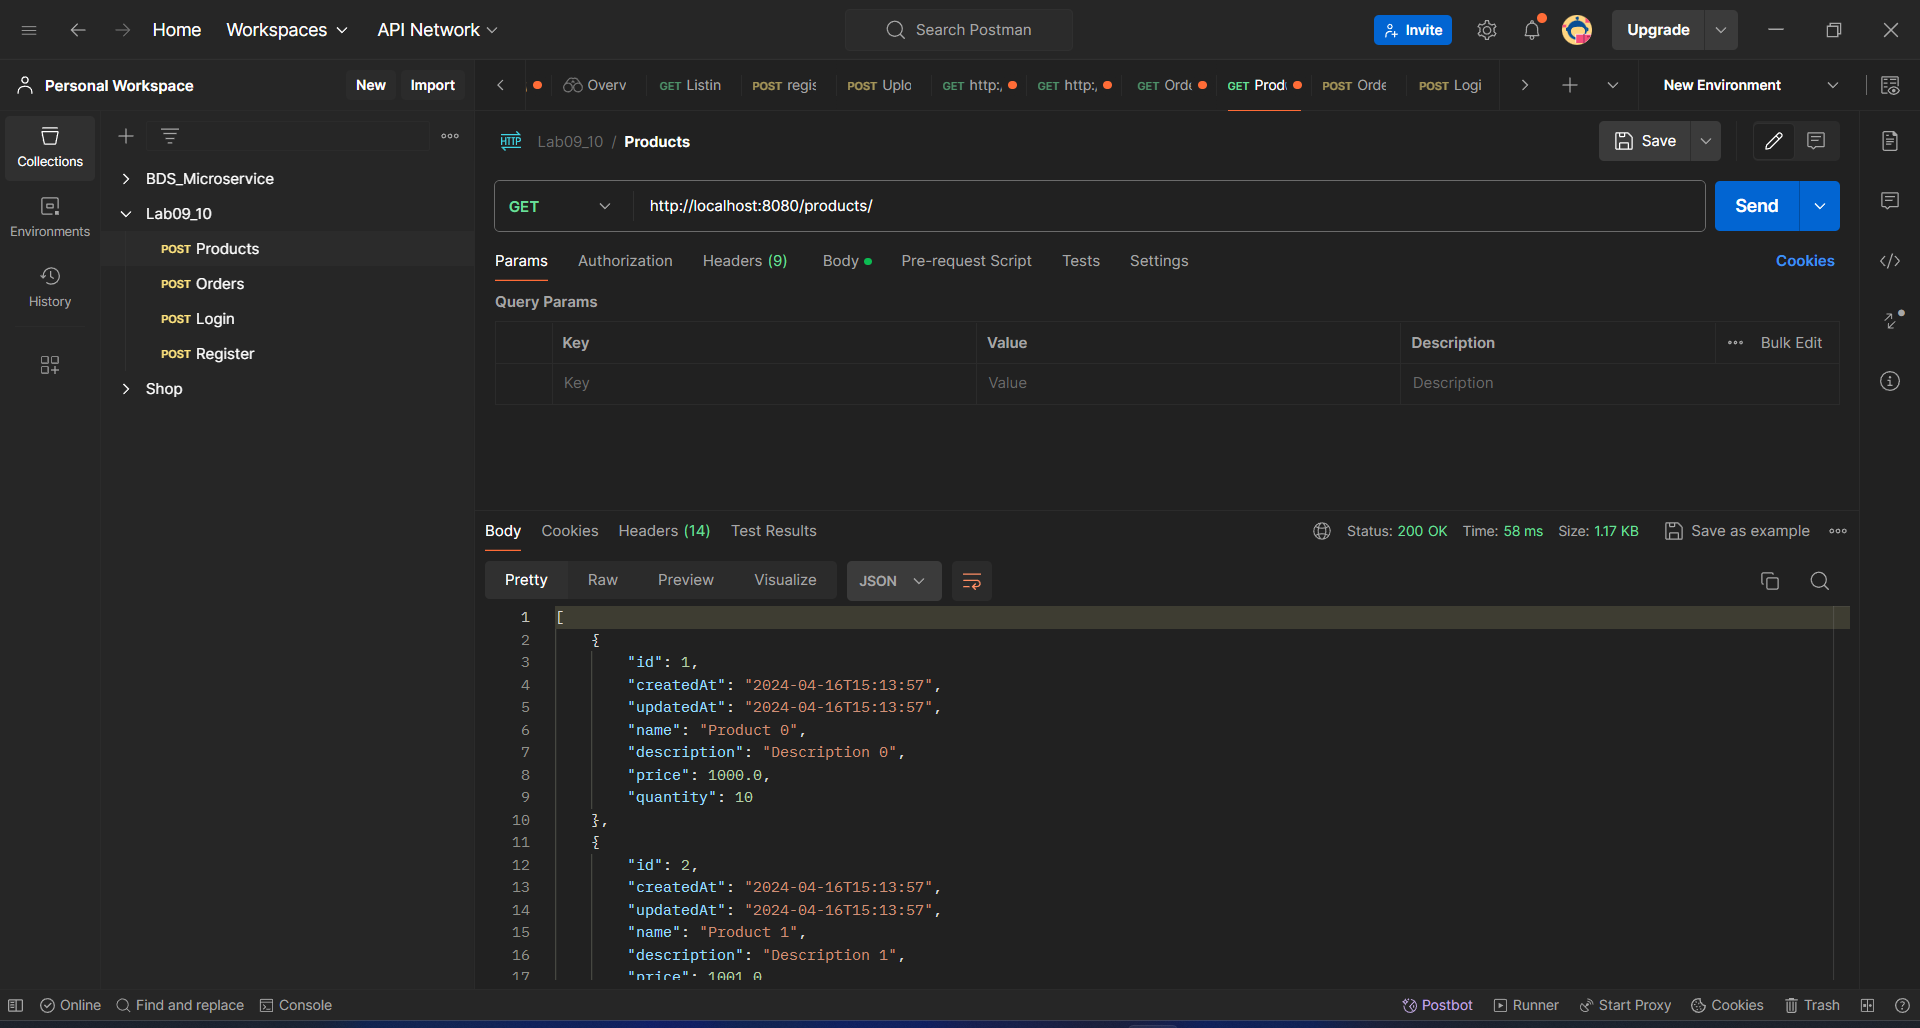 Home Workspaces API Network Search Postman Invite Upgrade
Personal Workspace New Import Overv GET Listin POST regis POST Uplo GET http:, GET http:, GET Orde GET Prod POST Orde POST Logi New Environment
HTTP Lab09_10 / Products Save
Collections
BDS_Microservice
Lab09_10
GET http://localhost:8080/products/ Send
Environments
POST Products
Params Authorization Headers (9) Body Pre-request Script Tests Settings Cookies
POST Orders
History
Query Params
POST Login
Key Value Description Bulk Edit
POST Register
Key Value Description
Shop
Body Cookies Headers (14) Test Results Status: 200 OK Time: 58 ms Size: 1.17 KB Save as example
Pretty Raw Preview Visualize JSON
1 [
2 {
3 "id": 1,
4 "createdAt": "2024-04-16T15:13:57",
5 "updatedAt": "2024-04-16T15:13:57",
6 "name": "Product 0",
7 "description": "Description 0",
8 "price": 1000.0,
9 "quantity": 10
10 },
11 {
12 "id": 2,
13 "createdAt": "2024-04-16T15:13:57",
14 "updatedAt": "2024-04-16T15:13:57",
15 "name": "Product 1",
16 "description": "Description 1",
17 "price": 1001.0
Online Find and replace Console Postbot Runner Start Proxy Cookies Trash